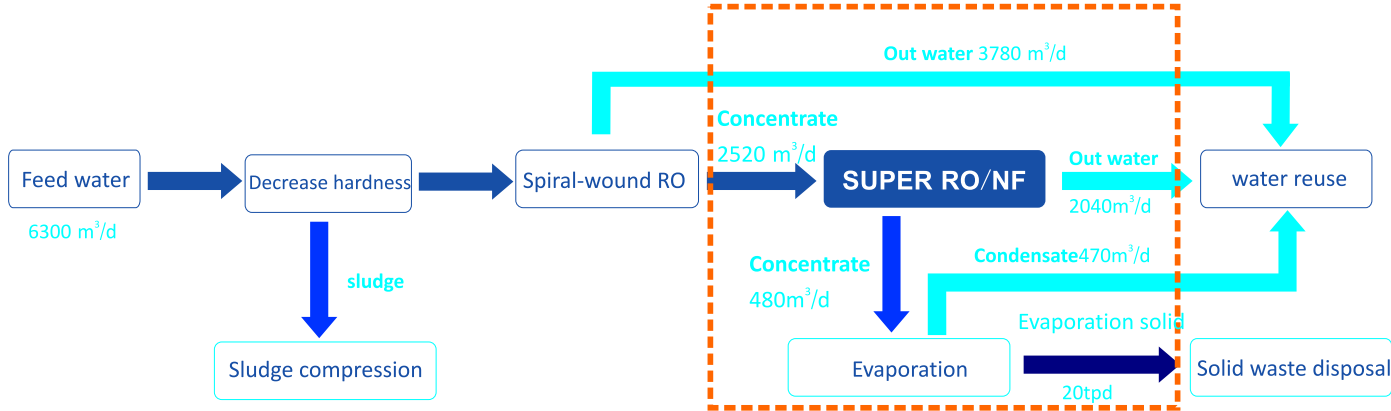 Out water 3780 m³/d
Concentrate
2520 m³/d
Feed water
6300 m³/d
Decrease hardness
Spiral-wound RO
SUPER RO/NF
Out water
2040m³/d
water reuse
sludge
Concentrate
480m³/d
Condensate470m³/d
Evaporation solid
Sludge compression
Evaporation
20tpd
Solid waste disposal